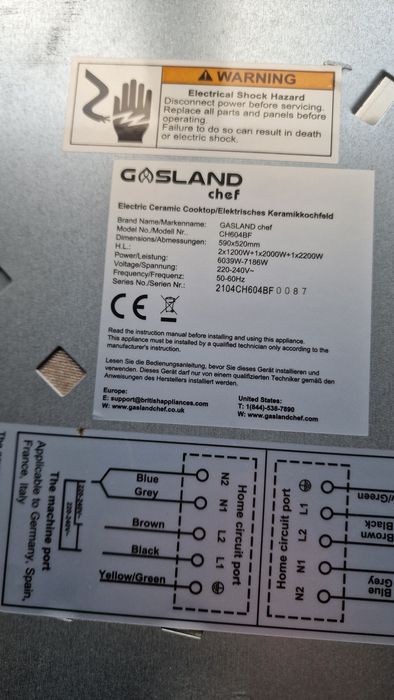 WARNING
Electrical Shock Hazard
Disconnect power before servicing.
Replace all parts and panels before
operating.
Failure to do so can result in death
or electric shock.
GASLAND
chef
Electric Ceramic Cooktop/Elektrisches Keramikkochfeld
Brand Name/Markenname: GASLAND chef
Model No./Modell Nr.. CH604BF
Dimensions/Abmessungen: 590x520mm
H.L.: 2x1200W+1x2000W+1x2200W
Power/Leistung: 6039W-7186W
Voltage/Spannung: 220-240V~
Frequency/Frequenz: 50-60Hz
Series No./Serien Nr.: 2104CH604BF0087
CE
Read the instruction manual before installing and using this appliance.
This appliance must be installed by a qualified technician only according to the
manufacturer's instruction.
Lesen Sie die Bedienungsanleitung, bevor Sie dieses Gerät installieren und
verwenden. Dieses Gerät darf nur von einem qualifizierten Techniker gemäß den
Anweisungen des Herstellers installiert werden.
Europe:
E: support@britishappliances.com
W: www.gaslandchef.co.uk
United States:
T: 1(844)-538-7890
W: www.gaslandchef.com
Home circuit port
N2
N1
L2
L1
Blue
Grey
Brown
Black
Yellow/Green
220-240V~
220-240V~
The machine port
Applicable to Germany, Spain,
France, Italy
Home circuit port
L1
L2
N1
N2
w/Green
Black
Brown
Grey
Blue